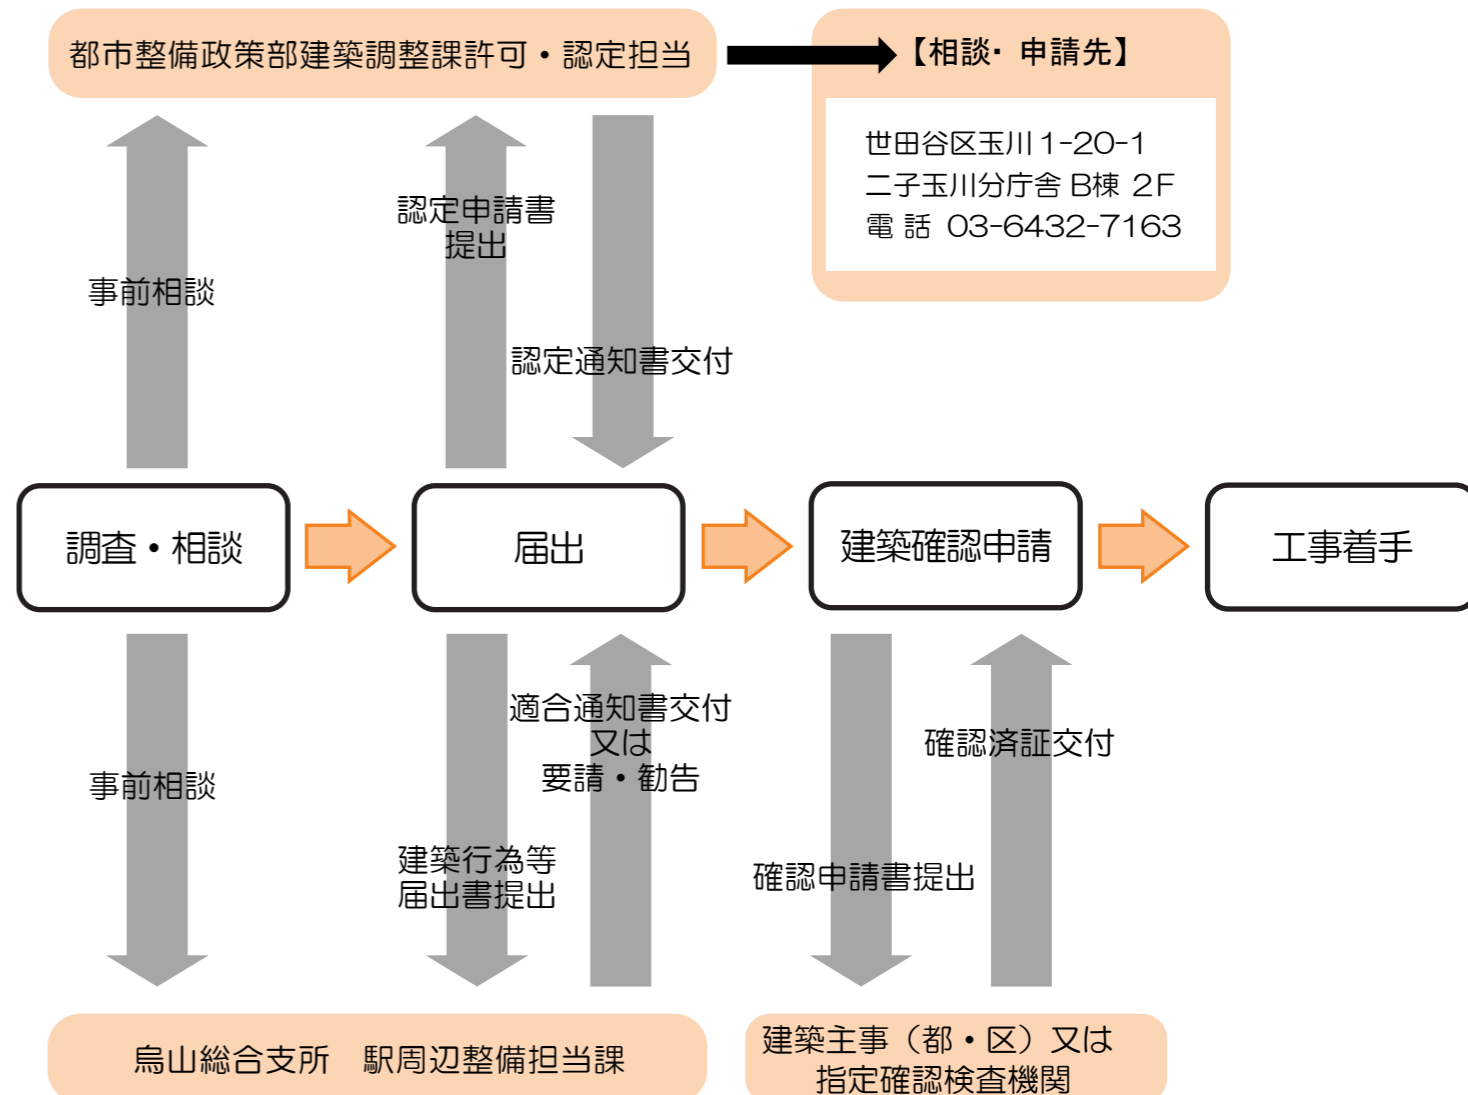 都市整備政策部建築調整課許可・認定担当
【相談・申請先】
世田谷区玉川1-20-1
二子玉川分庁舎 B棟 2F
電話 03-6432-7163
事前相談
認定申請書
提出
認定通知書交付
調査・相談
届出
建築確認申請
工事着手
事前相談
建築行為等
届出書提出
適合通知書交付
又は
要請・勧告
確認申請書提出
確認済証交付
烏山総合支所　駅周辺整備担当課
建築主事（都・区）又は
指定確認検査機関